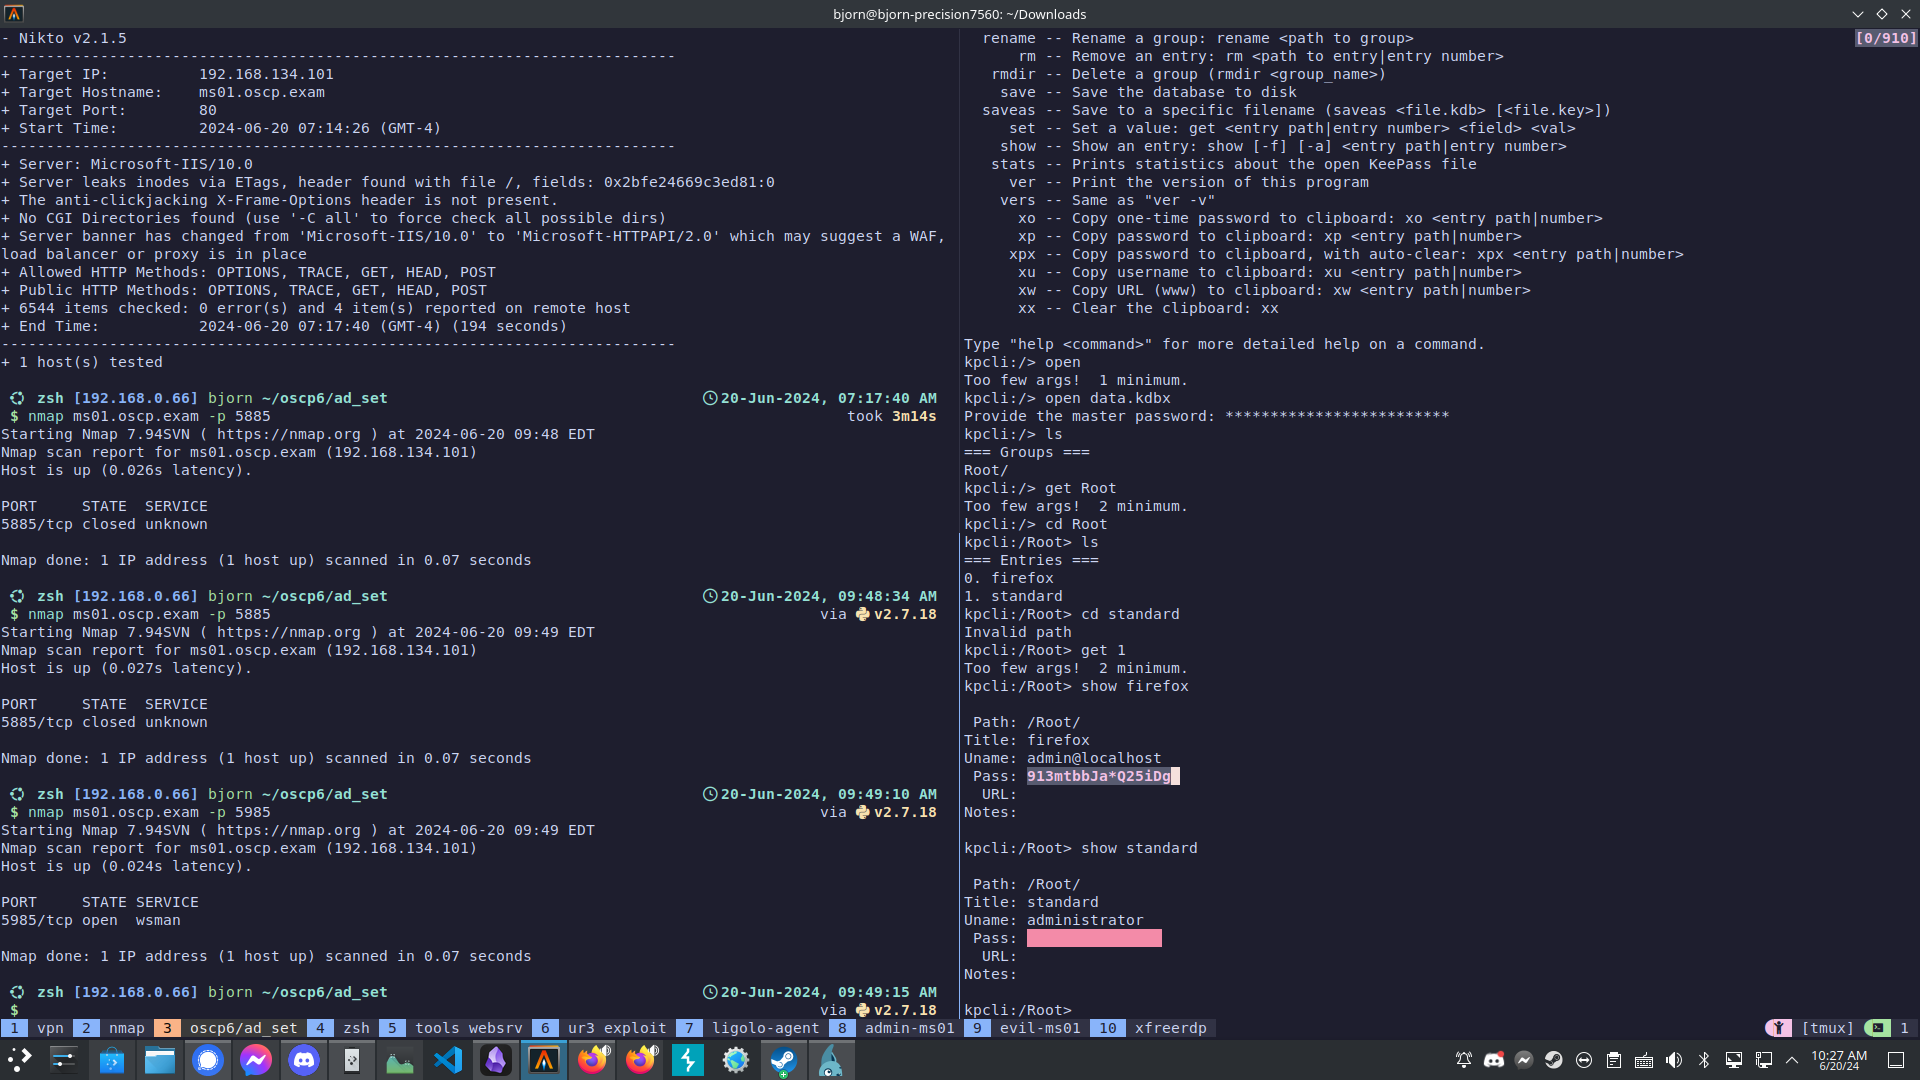 bjorn@bjorn-precision7560: ~/Downloads
- Nikto v2.1.5
---------------------------------------------------------------------------
+ Target IP:          192.168.134.101
+ Target Hostname:    ms01.oscp.exam
+ Target Port:        80
+ Start Time:         2024-06-20 07:14:26 (GMT-4)
---------------------------------------------------------------------------
+ Server: Microsoft-IIS/10.0
+ Server leaks inodes via ETags, header found with file /, fields: 0x2bfe24669c3ed81:0
+ The anti-clickjacking X-Frame-Options header is not present.
+ No CGI Directories found (use '-C all' to force check all possible dirs)
+ Server banner has changed from 'Microsoft-IIS/10.0' to 'Microsoft-HTTPAPI/2.0' which may suggest a WAF,
load balancer or proxy is in place
+ Allowed HTTP Methods: OPTIONS, TRACE, GET, HEAD, POST
+ Public HTTP Methods: OPTIONS, TRACE, GET, HEAD, POST
+ 6544 items checked: 0 error(s) and 4 item(s) reported on remote host
+ End Time:           2024-06-20 07:17:40 (GMT-4) (194 seconds)
---------------------------------------------------------------------------
+ 1 host(s) tested
zsh [192.168.0.66] bjorn ~/oscp6/ad_set 20-Jun-2024, 07:17:40 AM
$ nmap ms01.oscp.exam -p 5885 took 3m14s
Starting Nmap 7.94SVN ( https://nmap.org ) at 2024-06-20 09:48 EDT
Nmap scan report for ms01.oscp.exam (192.168.134.101)
Host is up (0.026s latency).
PORT     STATE  SERVICE
5885/tcp closed unknown
Nmap done: 1 IP address (1 host up) scanned in 0.07 seconds
zsh [192.168.0.66] bjorn ~/oscp6/ad_set 20-Jun-2024, 09:48:34 AM
$ nmap ms01.oscp.exam -p 5885 via v2.7.18
Starting Nmap 7.94SVN ( https://nmap.org ) at 2024-06-20 09:49 EDT
Nmap scan report for ms01.oscp.exam (192.168.134.101)
Host is up (0.027s latency).
PORT     STATE  SERVICE
5885/tcp closed unknown
Nmap done: 1 IP address (1 host up) scanned in 0.07 seconds
zsh [192.168.0.66] bjorn ~/oscp6/ad_set 20-Jun-2024, 09:49:10 AM
$ nmap ms01.oscp.exam -p 5985 via v2.7.18
Starting Nmap 7.94SVN ( https://nmap.org ) at 2024-06-20 09:49 EDT
Nmap scan report for ms01.oscp.exam (192.168.134.101)
Host is up (0.024s latency).
PORT     STATE SERVICE
5985/tcp open  wsman
Nmap done: 1 IP address (1 host up) scanned in 0.07 seconds
zsh [192.168.0.66] bjorn ~/oscp6/ad_set 20-Jun-2024, 09:49:15 AM
$ via v2.7.18
[0/910]
rename -- Rename a group: rename <path to group>
rm -- Remove an entry: rm <path to entry|entry number>
rmdir -- Delete a group (rmdir <group_name>)
save -- Save the database to disk
saveas -- Save to a specific filename (saveas <file.kdb> [<file.key>])
set -- Set a value: get <entry path|entry number> <field> <val>
show -- Show an entry: show [-f] [-a] <entry path|entry number>
stats -- Prints statistics about the open KeePass file
ver -- Print the version of this program
vers -- Same as "ver -v"
xo -- Copy one-time password to clipboard: xo <entry path|number>
xp -- Copy password to clipboard: xp <entry path|number>
xpx -- Copy password to clipboard, with auto-clear: xpx <entry path|number>
xu -- Copy username to clipboard: xu <entry path|number>
xw -- Copy URL (www) to clipboard: xw <entry path|number>
xx -- Clear the clipboard: xx
Type "help <command>" for more detailed help on a command.
kpcli:/> open
Too few args!  1 minimum.
kpcli:/> open data.kdbx
Provide the master password: *************************
kpcli:/> ls
=== Groups ===
Root/
kpcli:/> get Root
Too few args!  2 minimum.
kpcli:/> cd Root
kpcli:/Root> ls
=== Entries ===
0. firefox
1. standard
kpcli:/Root> cd standard
Invalid path
kpcli:/Root> get 1
Too few args!  2 minimum.
kpcli:/Root> show firefox
Path: /Root/
Title: firefox
Uname: admin@localhost
Pass: 913mtbbJa*Q25iDg
URL:
Notes:
kpcli:/Root> show standard
Path: /Root/
Title: standard
Uname: administrator
Pass:
URL:
Notes:
kpcli:/Root>
1 vpn 2 nmap 3 oscp6/ad_set 4 zsh 5 tools websrv 6 ur3 exploit 7 ligolo-agent 8 admin-ms01 9 evil-ms01 10 xfreerdp [tmux] 1
10:27 AM
6/20/24